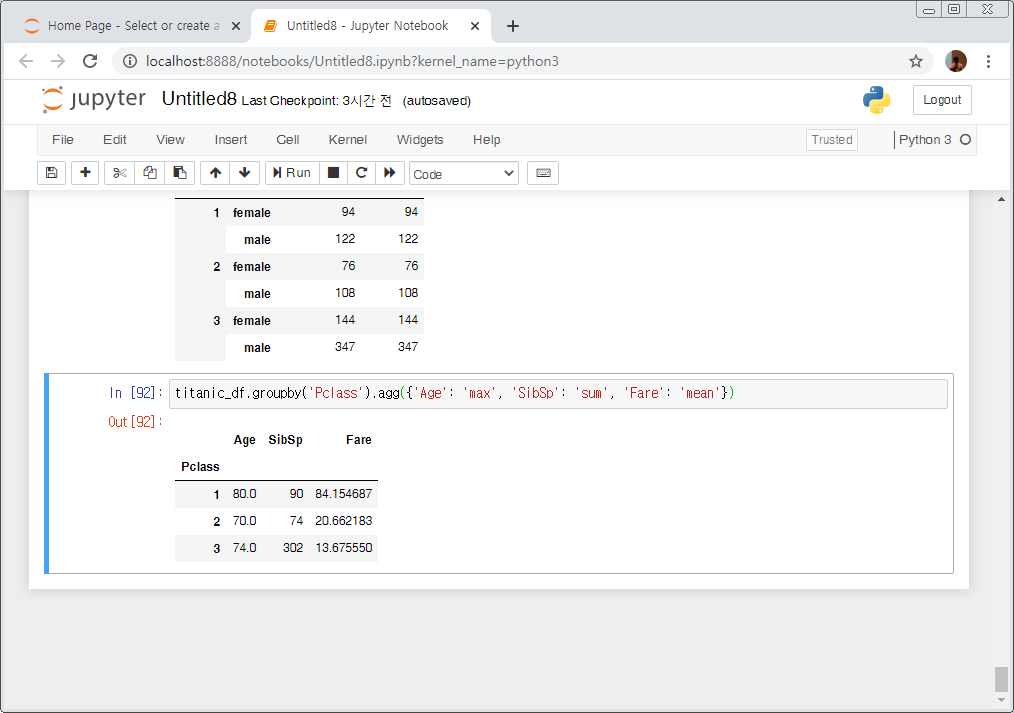 Home Page - Select or create a
Untitled8 - Jupyter Notebook
localhost:8888/notebooks/Untitled8.ipynb?kernel_name=python3
jupyter Untitled8 Last Checkpoint: 3시간 전 (autosaved)
Logout
File Edit View Insert Cell Kernel Widgets Help Trusted Python 3
Run Code
1 female 94 94
male 122 122
2 female 76 76
male 108 108
3 female 144 144
male 347 347
In [92]: titanic_df.groupby('Pclass').agg({'Age': 'max', 'SibSp': 'sum', 'Fare': 'mean'})
Out[92]:
Age SibSp Fare
Pclass
1 80.0 90 84.154687
2 70.0 74 20.662183
3 74.0 302 13.675550